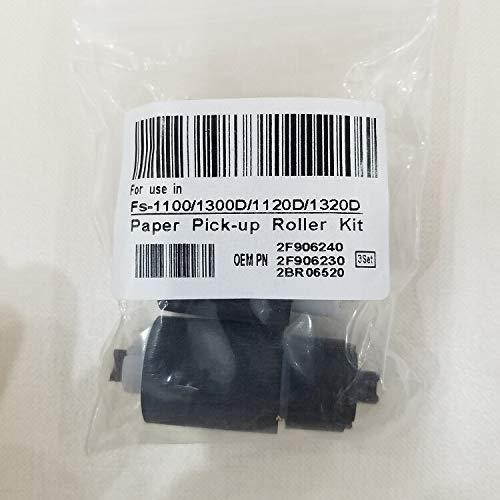 For use in
Fs-1100/1300D/1120D/1320D
Paper Pick-up Roller Kit
OEM PN 2F906240
2F906230
2BR06520
3Set